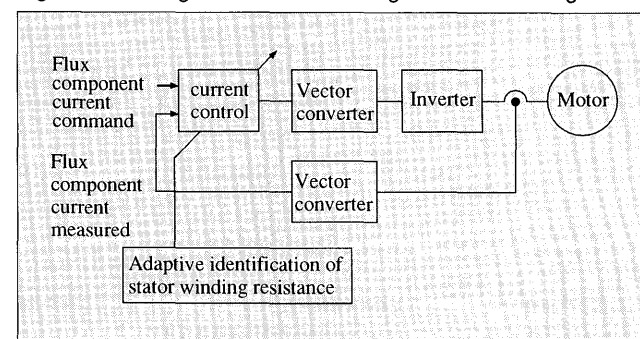 Flux
component
current
command
current
control
Vector
converter
Inverter
Motor
Flux
component
current
measured
Vector
converter
Adaptive identification of
stator winding resistance